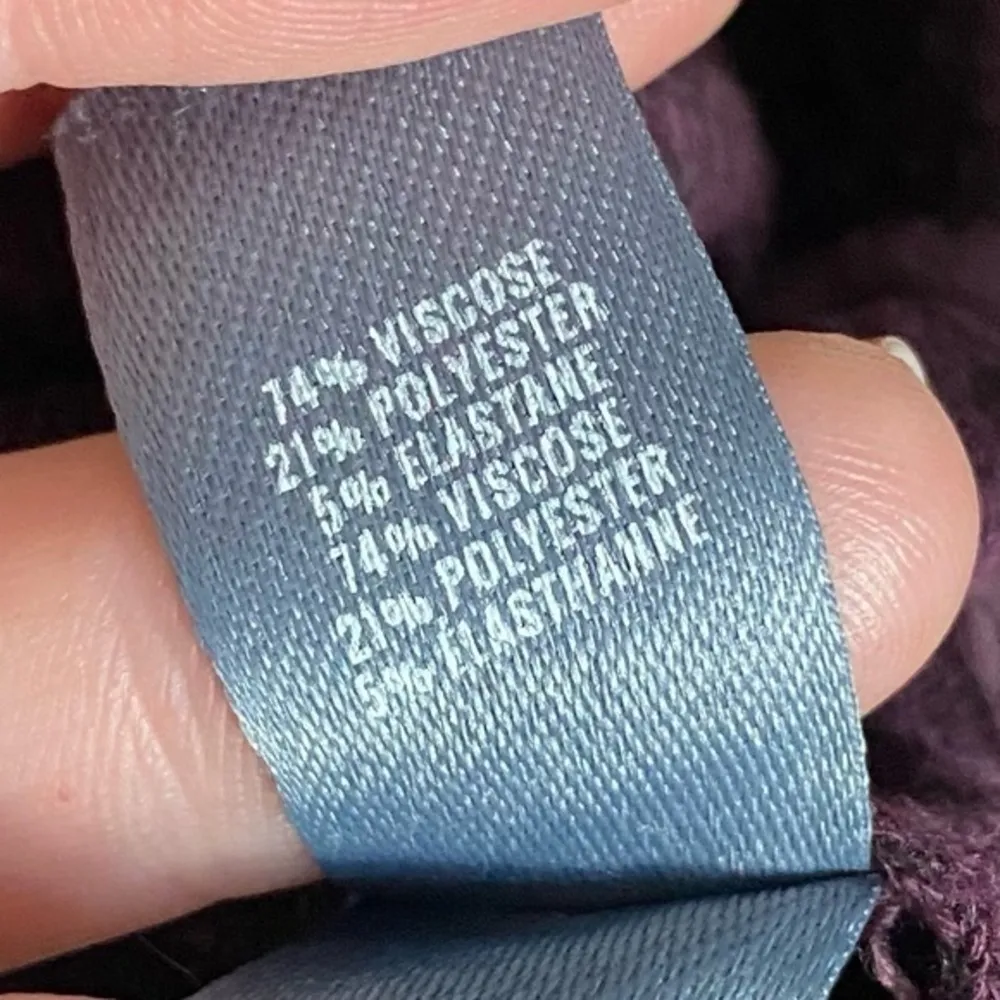 74% VISCOSE
21% POLYESTER
5% ELASTANE
74% VISCOSE
21% POLYESTER
5% ELASTHANNE